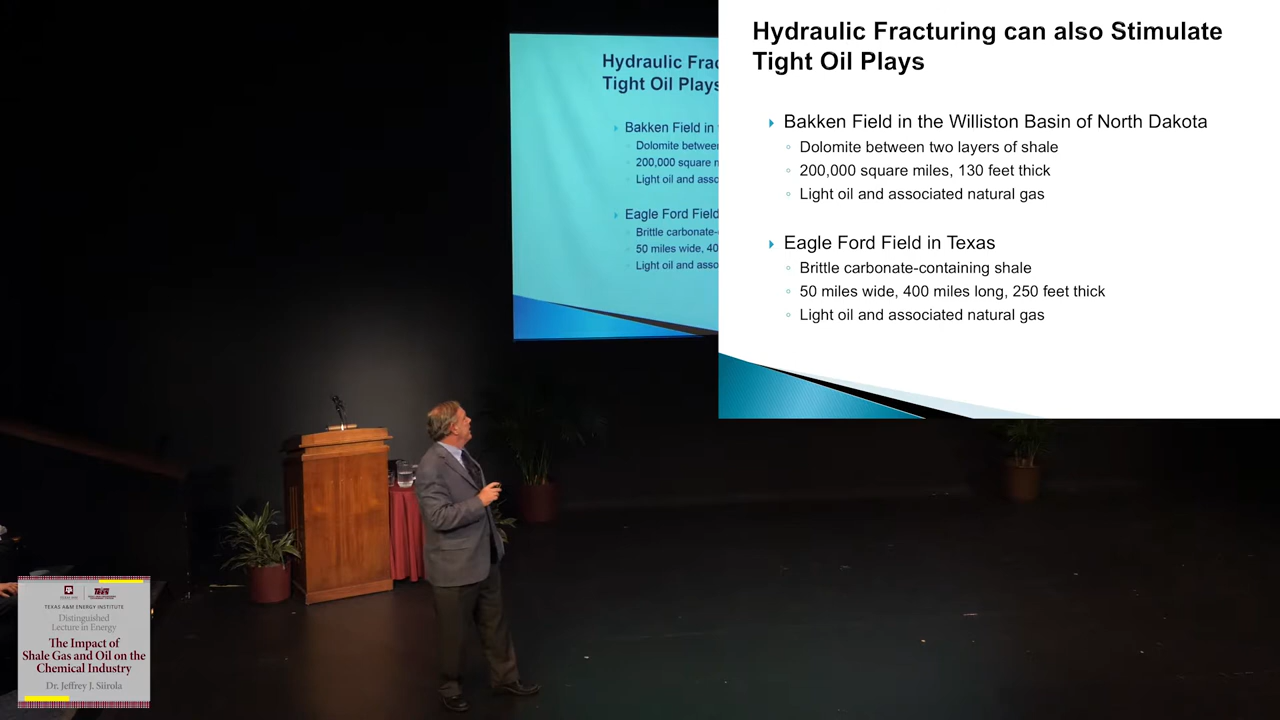 Hydraulic Fracturing can also Stimulate
Tight Oil Plays
Bakken Field in the Williston Basin of North Dakota
Dolomite between two layers of shale
200,000 square miles, 130 feet thick
Light oil and associated natural gas
Eagle Ford Field in Texas
Brittle carbonate-containing shale
50 miles wide, 400 miles long, 250 feet thick
Light oil and associated natural gas
Hydraulic Frac
Tight Oil Plays
Bakken Field in
Dolomite between
200,000 square m
Light oil and asso
Eagle Ford Field
Brittle carbonate-
50 miles wide, 40
Light oil and asso
TEXAS A&M ENERGY INSTITUTE
Distinguished
Lecture in Energy
The Impact of
Shale Gas and Oil on the
Chemical Industry
Dr. Jeffrey J. Siirola